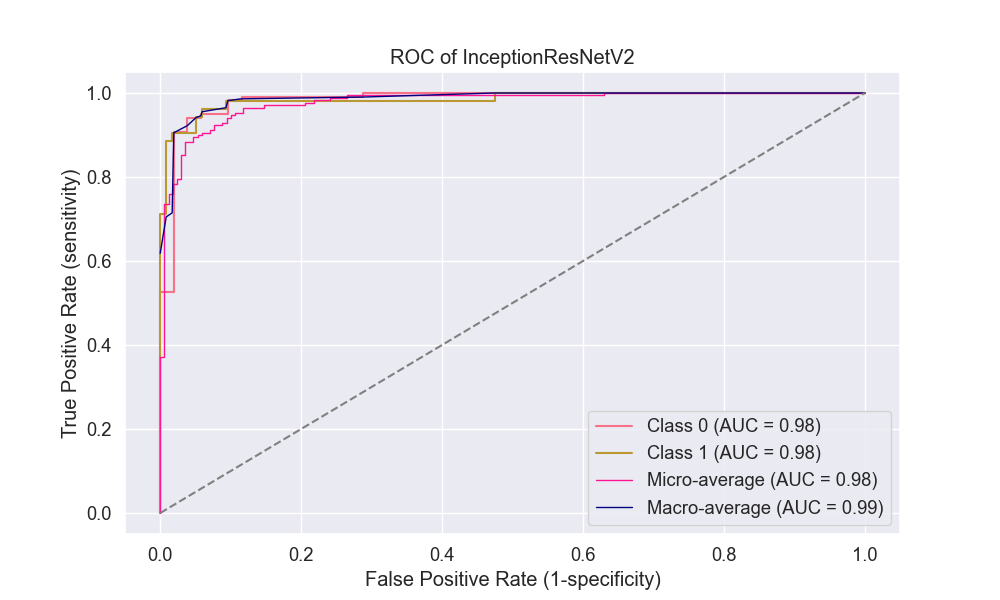 ROC of InceptionResNetV2
True Positive Rate (sensitivity)
1.0
0.8
0.6
0.4
0.2
0.0
Class 0 (AUC = 0.98)
Class 1 (AUC = 0.98)
Micro-average (AUC = 0.98)
Macro-average (AUC = 0.99)
0.0 0.2 0.4 0.6 0.8 1.0
False Positive Rate (1-specificity)